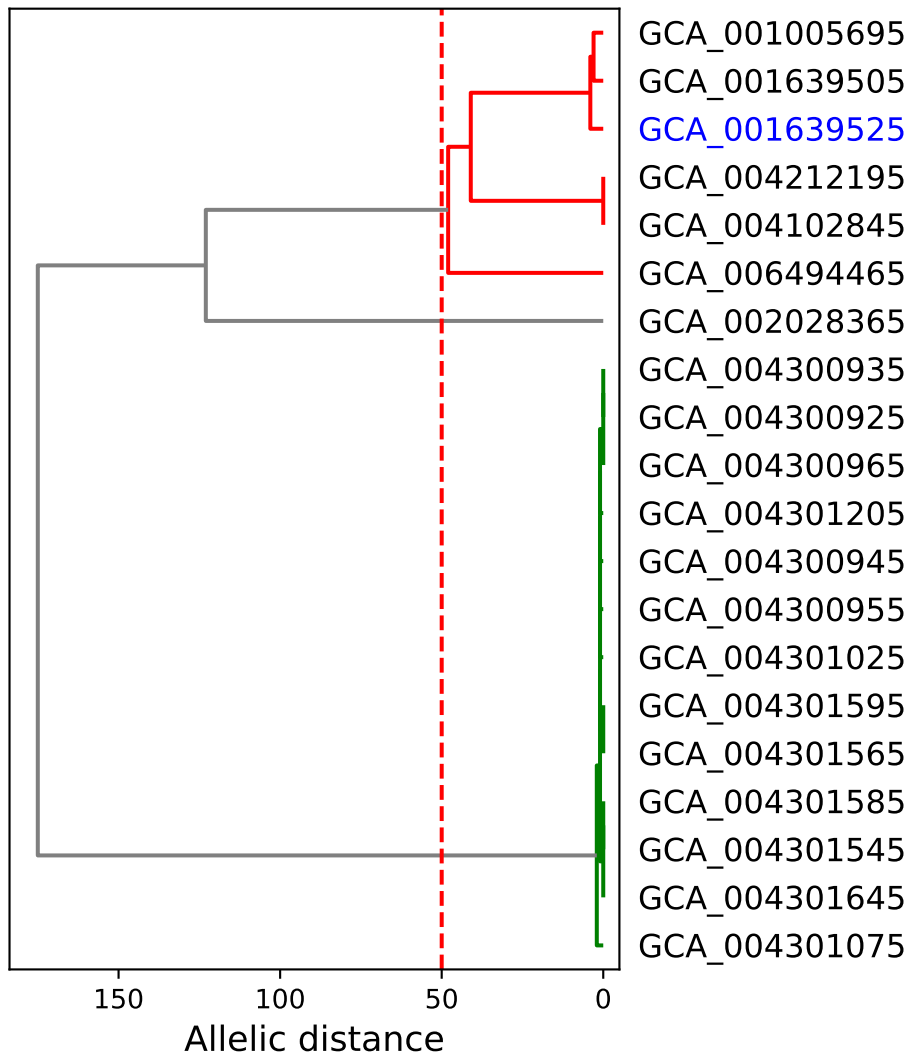 GCA_001005695
GCA_001639505
GCA_001639525
GCA_004212195
GCA_004102845
GCA_006494465
GCA_002028365
GCA_004300935
GCA_004300925
GCA_004300965
GCA_004301205
GCA_004300945
GCA_004300955
GCA_004301025
GCA_004301595
GCA_004301565
GCA_004301585
GCA_004301545
GCA_004301645
GCA_004301075
150 100 50 0
Allelic distance